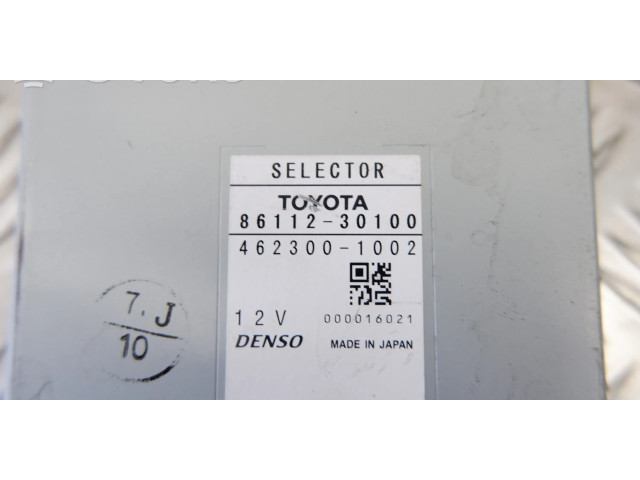 SELECTOR
TOYOTA
86112-30100
462300-1002
12V 000016021
DENSO MADE IN JAPAN
7. J
10